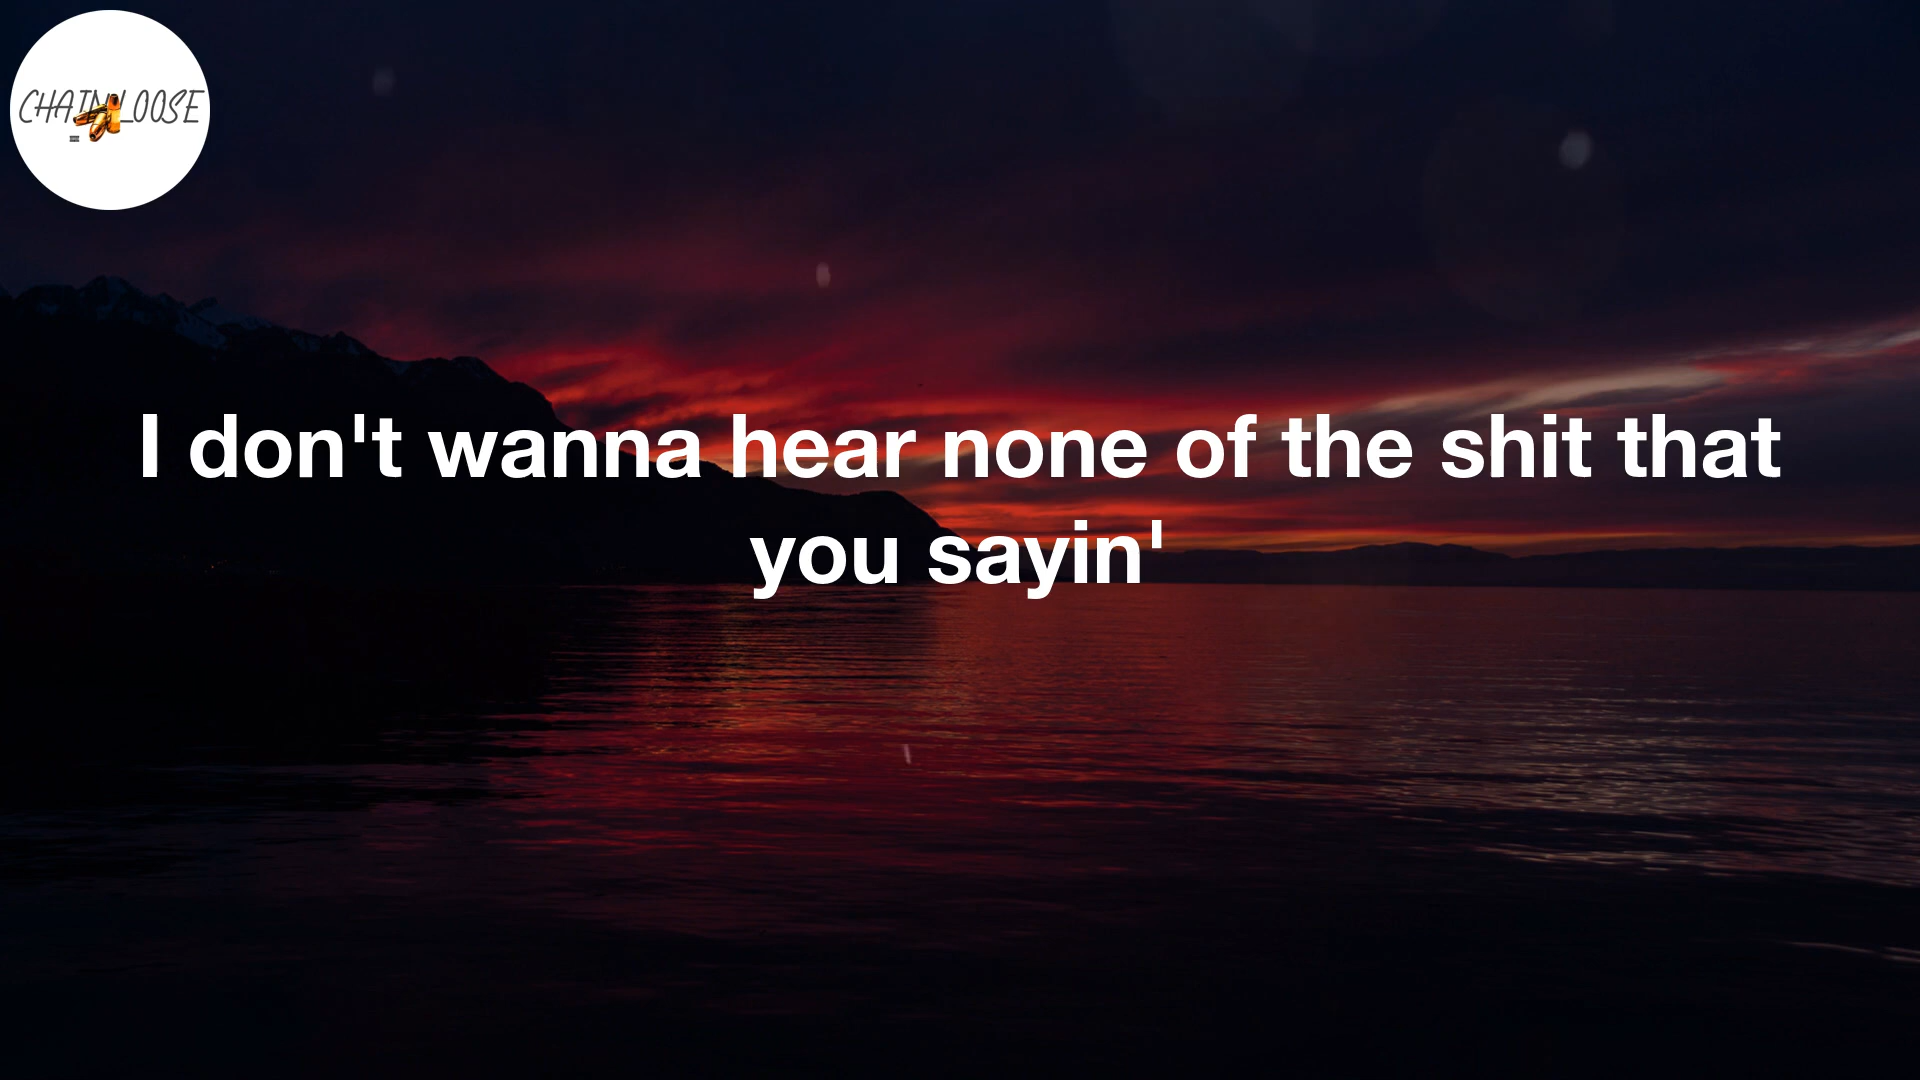 CHAIN LOOSE
I don't wanna hear none of the shit that
you sayin'